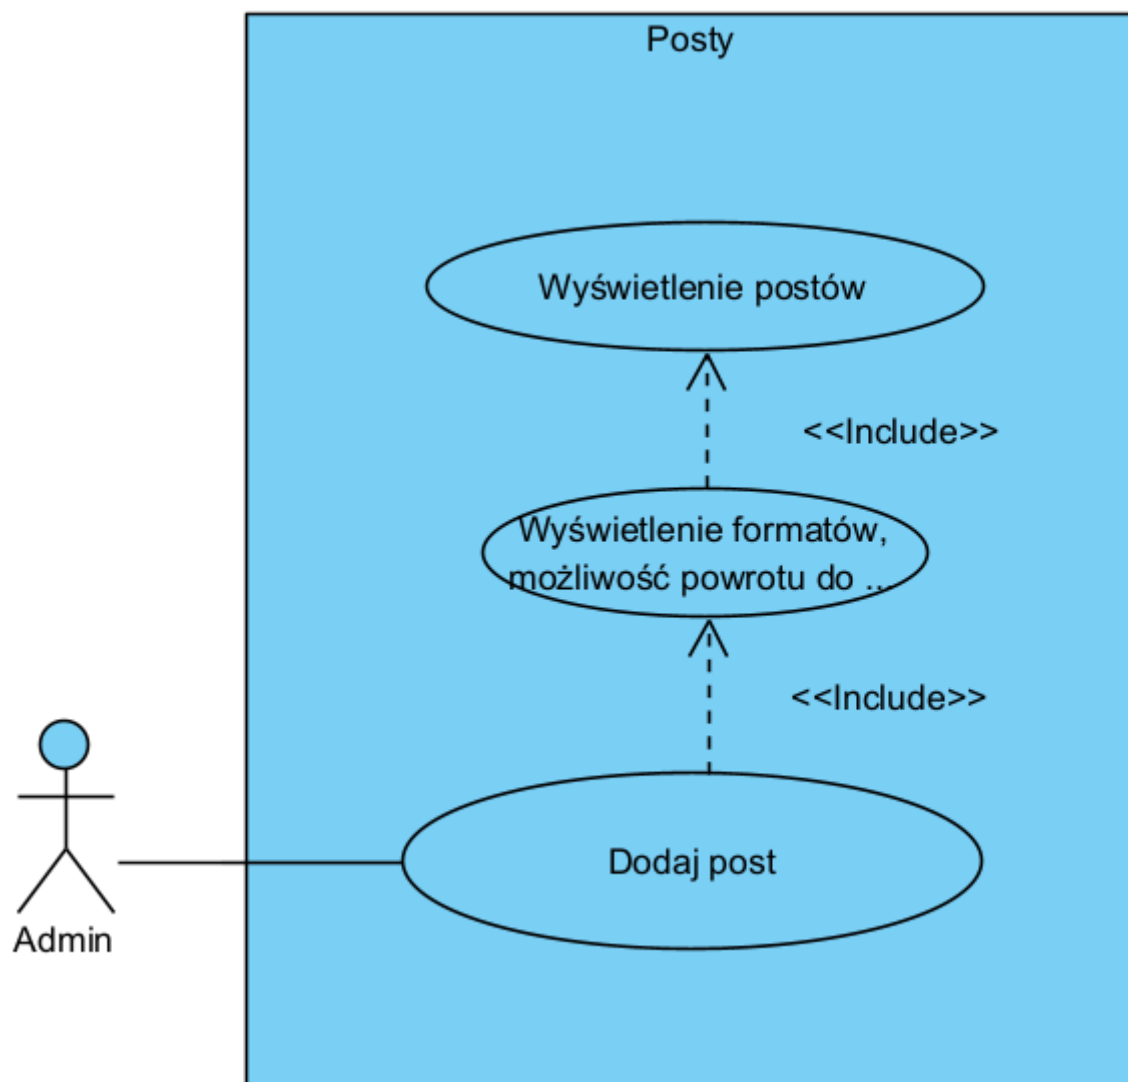 Posty
Wyświetlenie postów
<<Include>>
Wyświetlenie formatów,
możliwość powrotu do ...
<<Include>>
Dodaj post
Admin